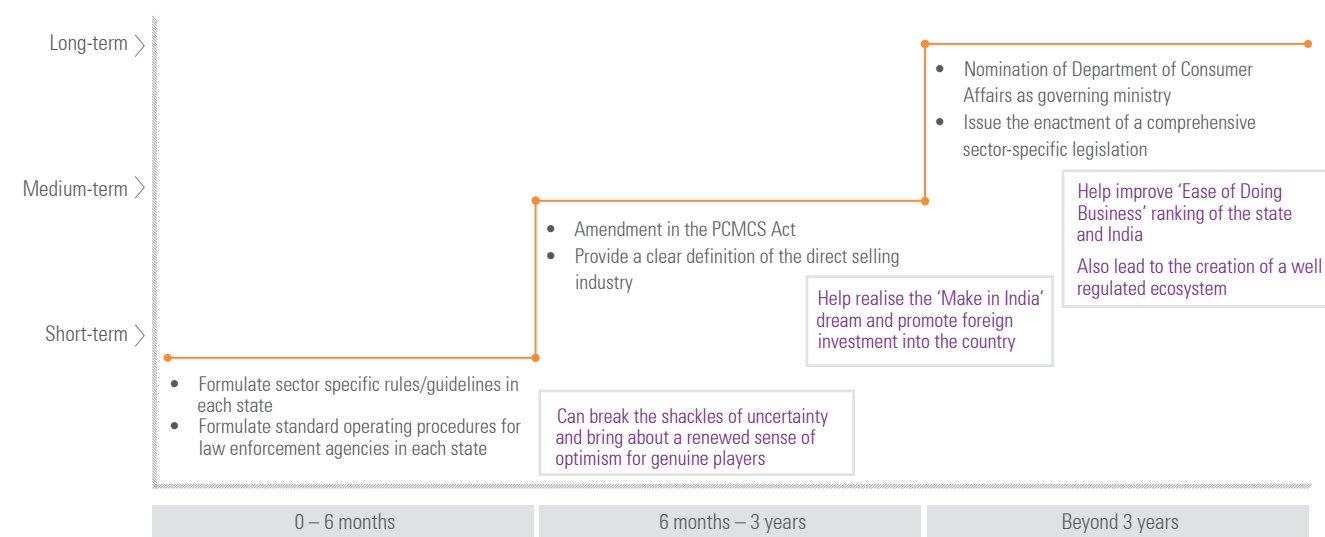 Long-term
Nomination of Department of Consumer
Affairs as governing ministry
Issue the enactment of a comprehensive
sector-specific legislation
Help improve ‘Ease of Doing
Business’ ranking of the state
and India
Also lead to the creation of a well
regulated ecosystem
Medium-term
Amendment in the PCMCS Act
Provide a clear definition of the direct selling
industry
Help realise the ‘Make in India’
dream and promote foreign
investment into the country
Short-term
Formulate sector specific rules/guidelines in
each state
Formulate standard operating procedures for
law enforcement agencies in each state
Can break the shackles of uncertainty
and bring about a renewed sense of
optimism for genuine players
0 – 6 months
6 months – 3 years
Beyond 3 years